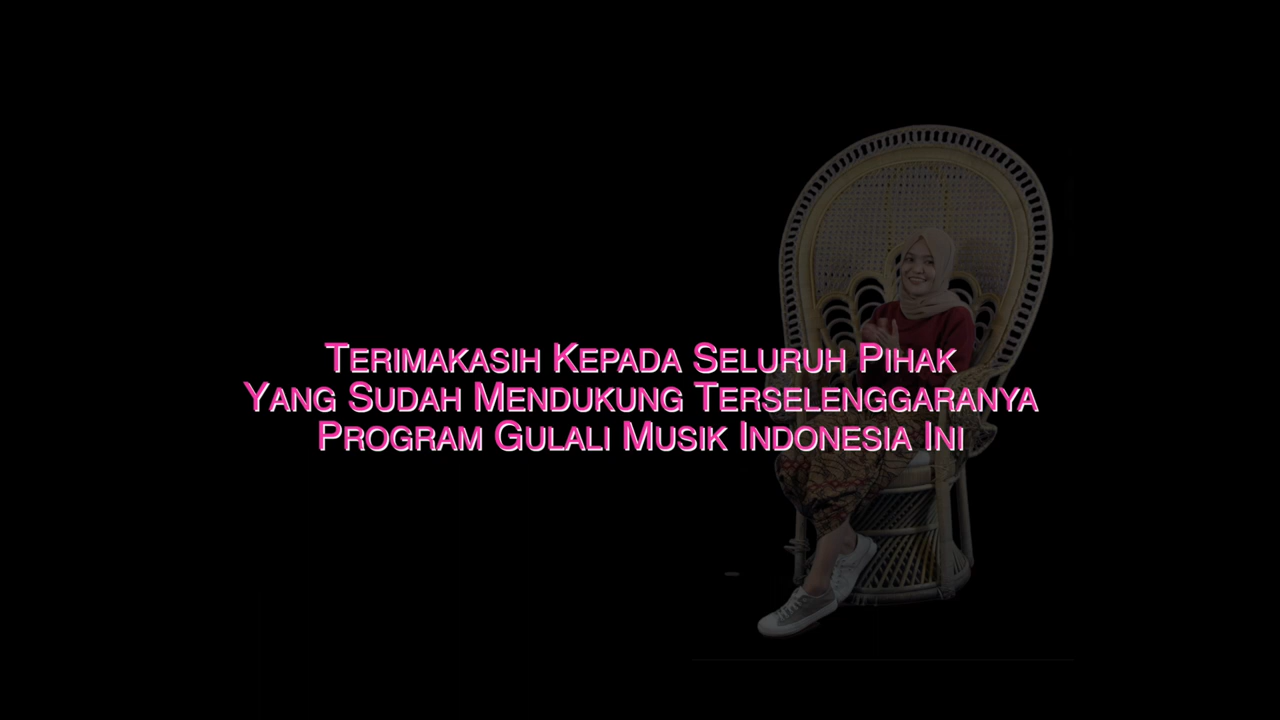 Terimakasih Kepada Seluruh Pihak
Yang Sudah Mendukung Terselenggaranya
Program Gulali Musik Indonesia Ini